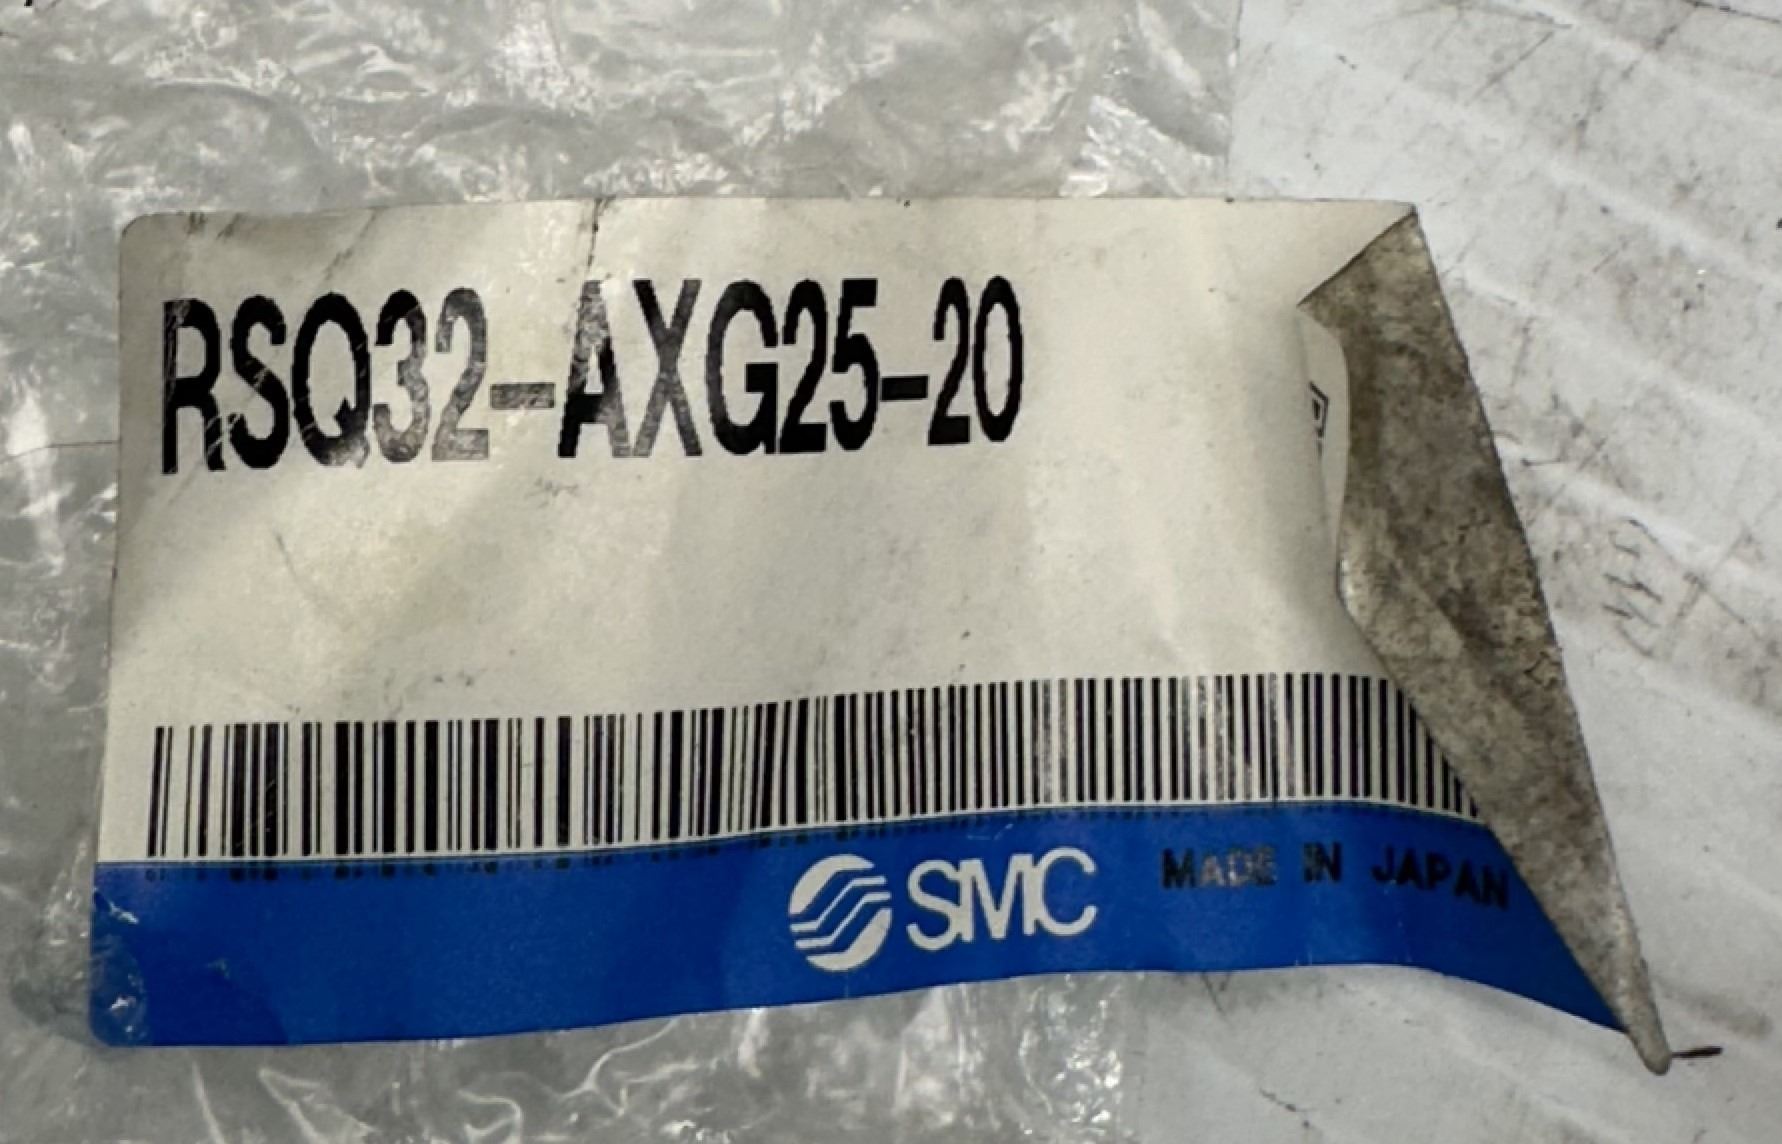 RSQ32-AXG25-20
SMC MADE IN JAPAN